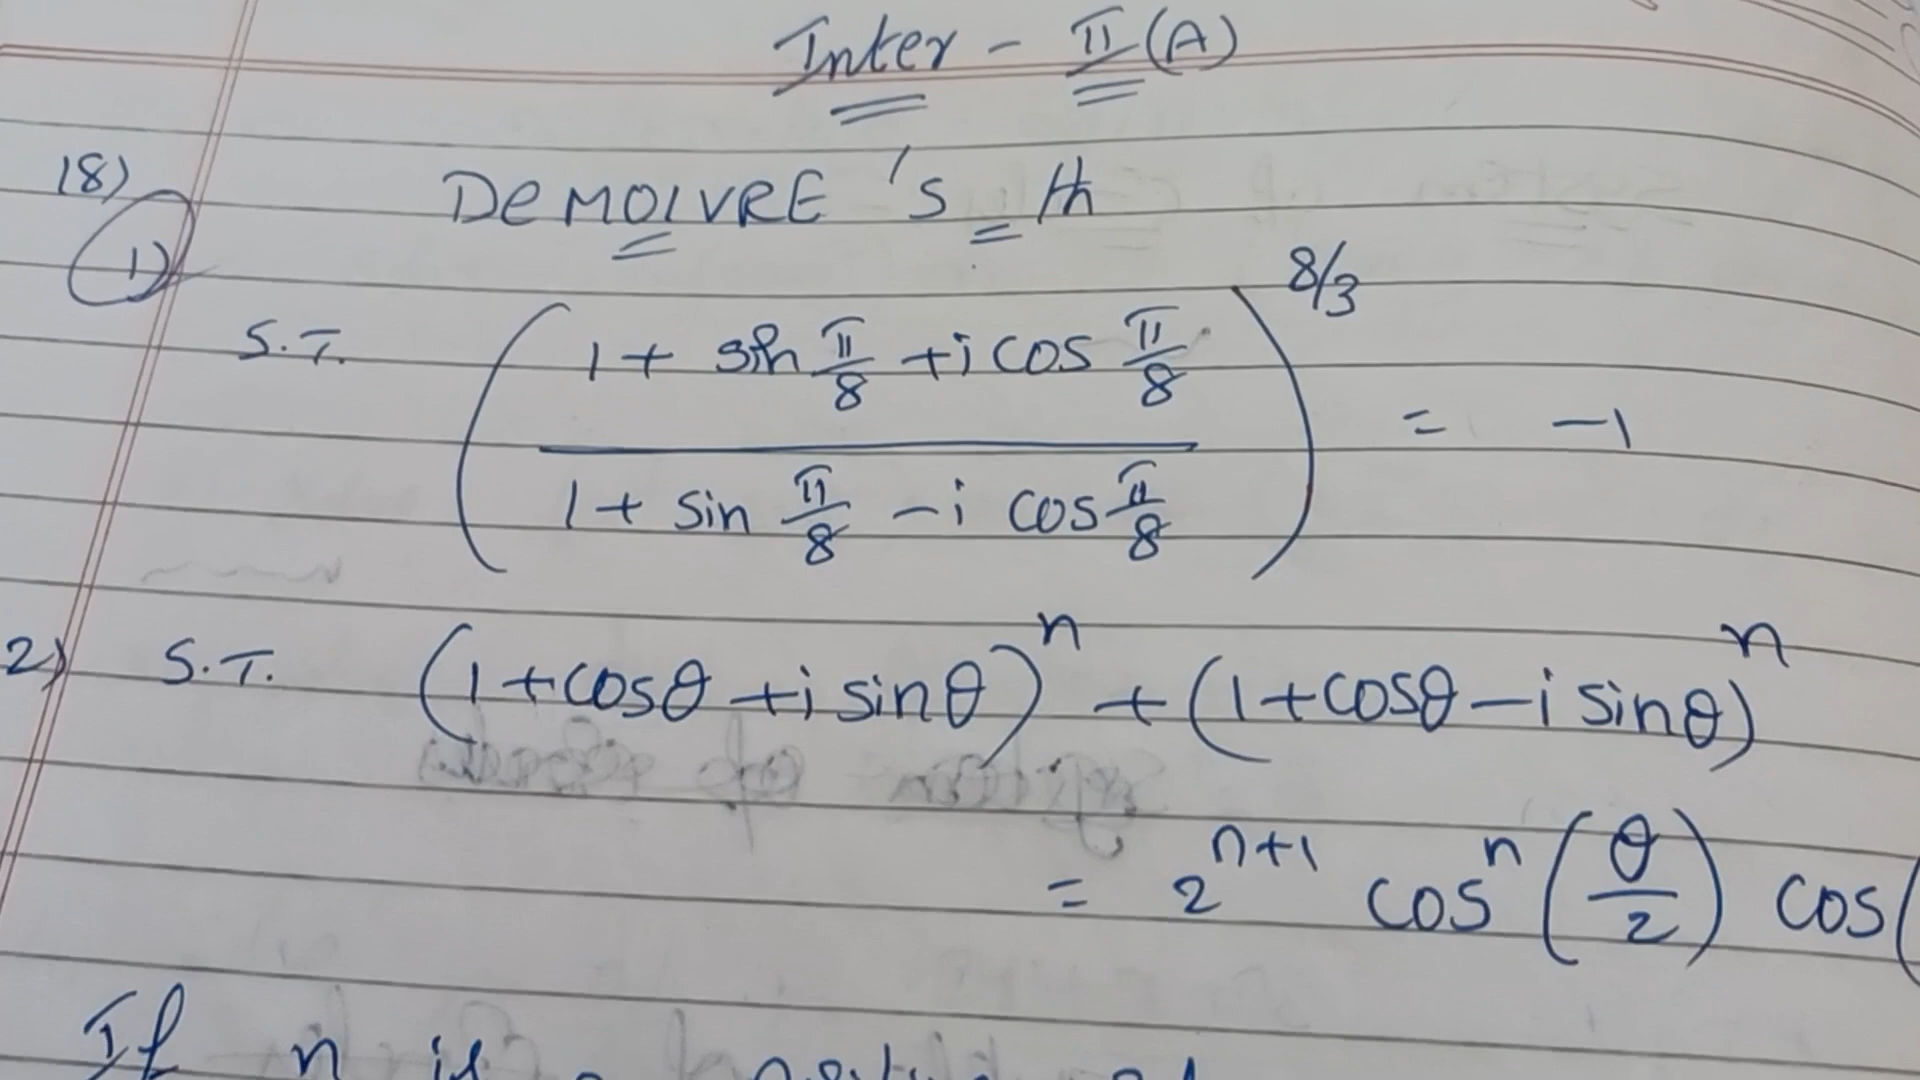 Inter - II(A)
18) DeMOIVRE's th
1)
S.T. (1 + sin π/8 + i cos π/8 / 1 + sin π/8 - i cos π/8)^8/3 = -1
2) S.T. (1+cosθ +i sinθ)^n + (1+cosθ-i sinθ)^n
= 2^n+1 cos^n (θ/2) cos(
If n is